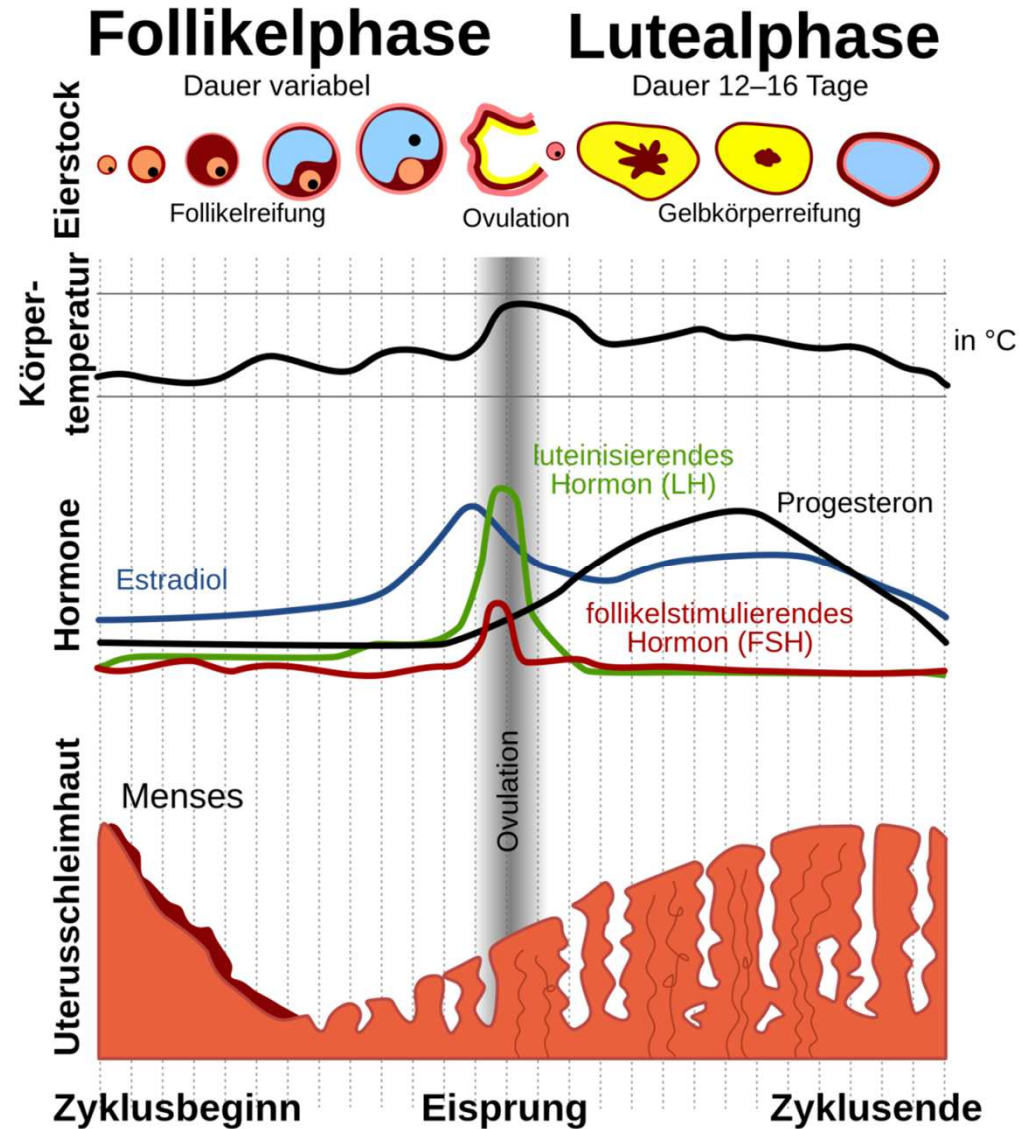 Follikelphase
Lutealphase
Dauer variabel
Dauer 12–16 Tage
Eierstock
Follikelreifung
Ovulation
Gelbkörperreifung
Körper-
temperatur
in °C
Hormone
luteinisierendes
Hormon (LH)
Progesteron
Estradiol
follikelstimulierendes
Hormon (FSH)
Uterusschleimhaut
Menses
Ovulation
Zyklusbeginn
Eisprung
Zyklusende